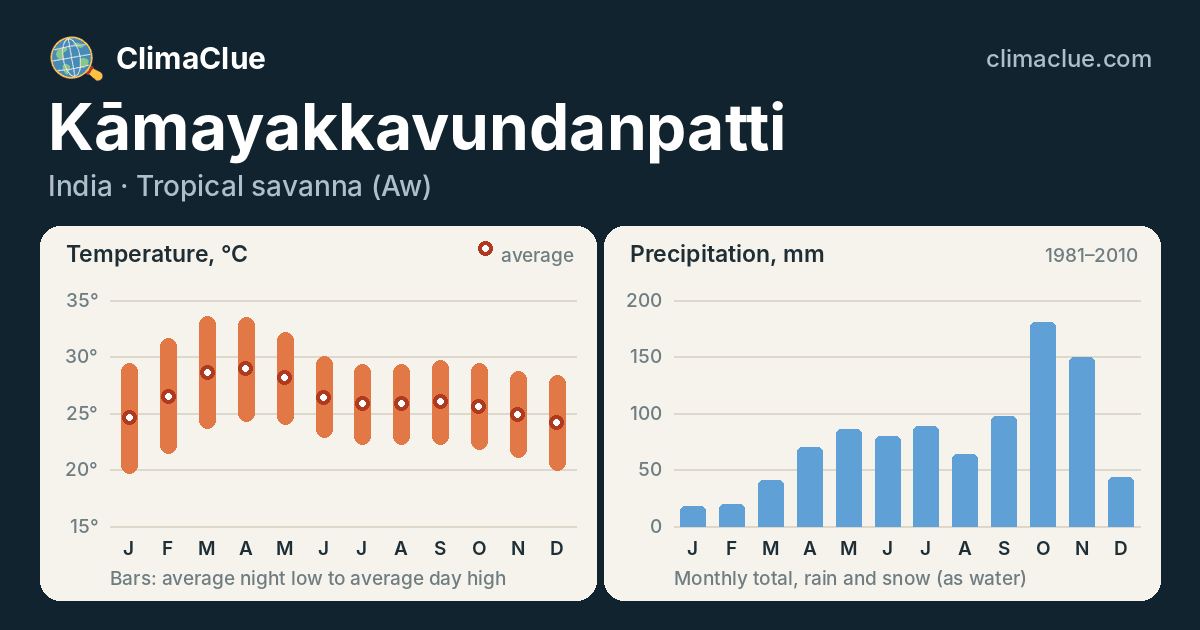 ClimaClue
climaclue.com
Kāmayakkavundanpatti
India · Tropical savanna (Aw)
Temperature, °C
average
35°
30°
25°
20°
15°
J F M A M J J A S O N D
Bars: average night low to average day high
Precipitation, mm
1981–2010
200
150
100
50
0
J F M A M J J A S O N D
Monthly total, rain and snow (as water)